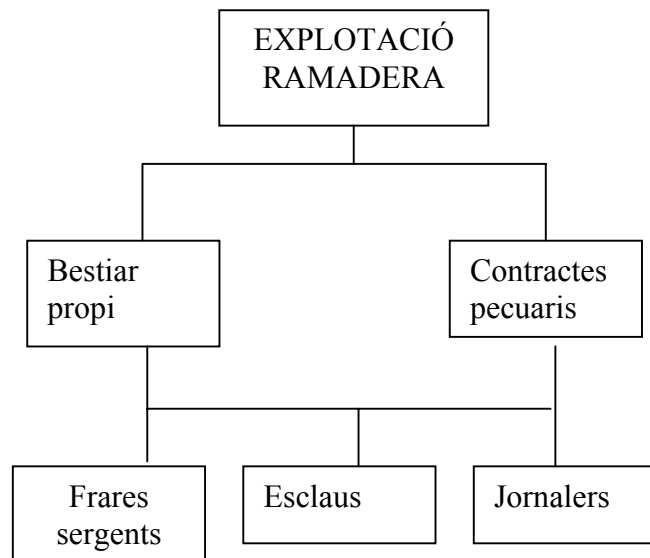 EXPLOTACIÓ
RAMADERA
Bestiar
propi
Contractes
pecuaris
Frares
sergents
Esclaus
Jornalers